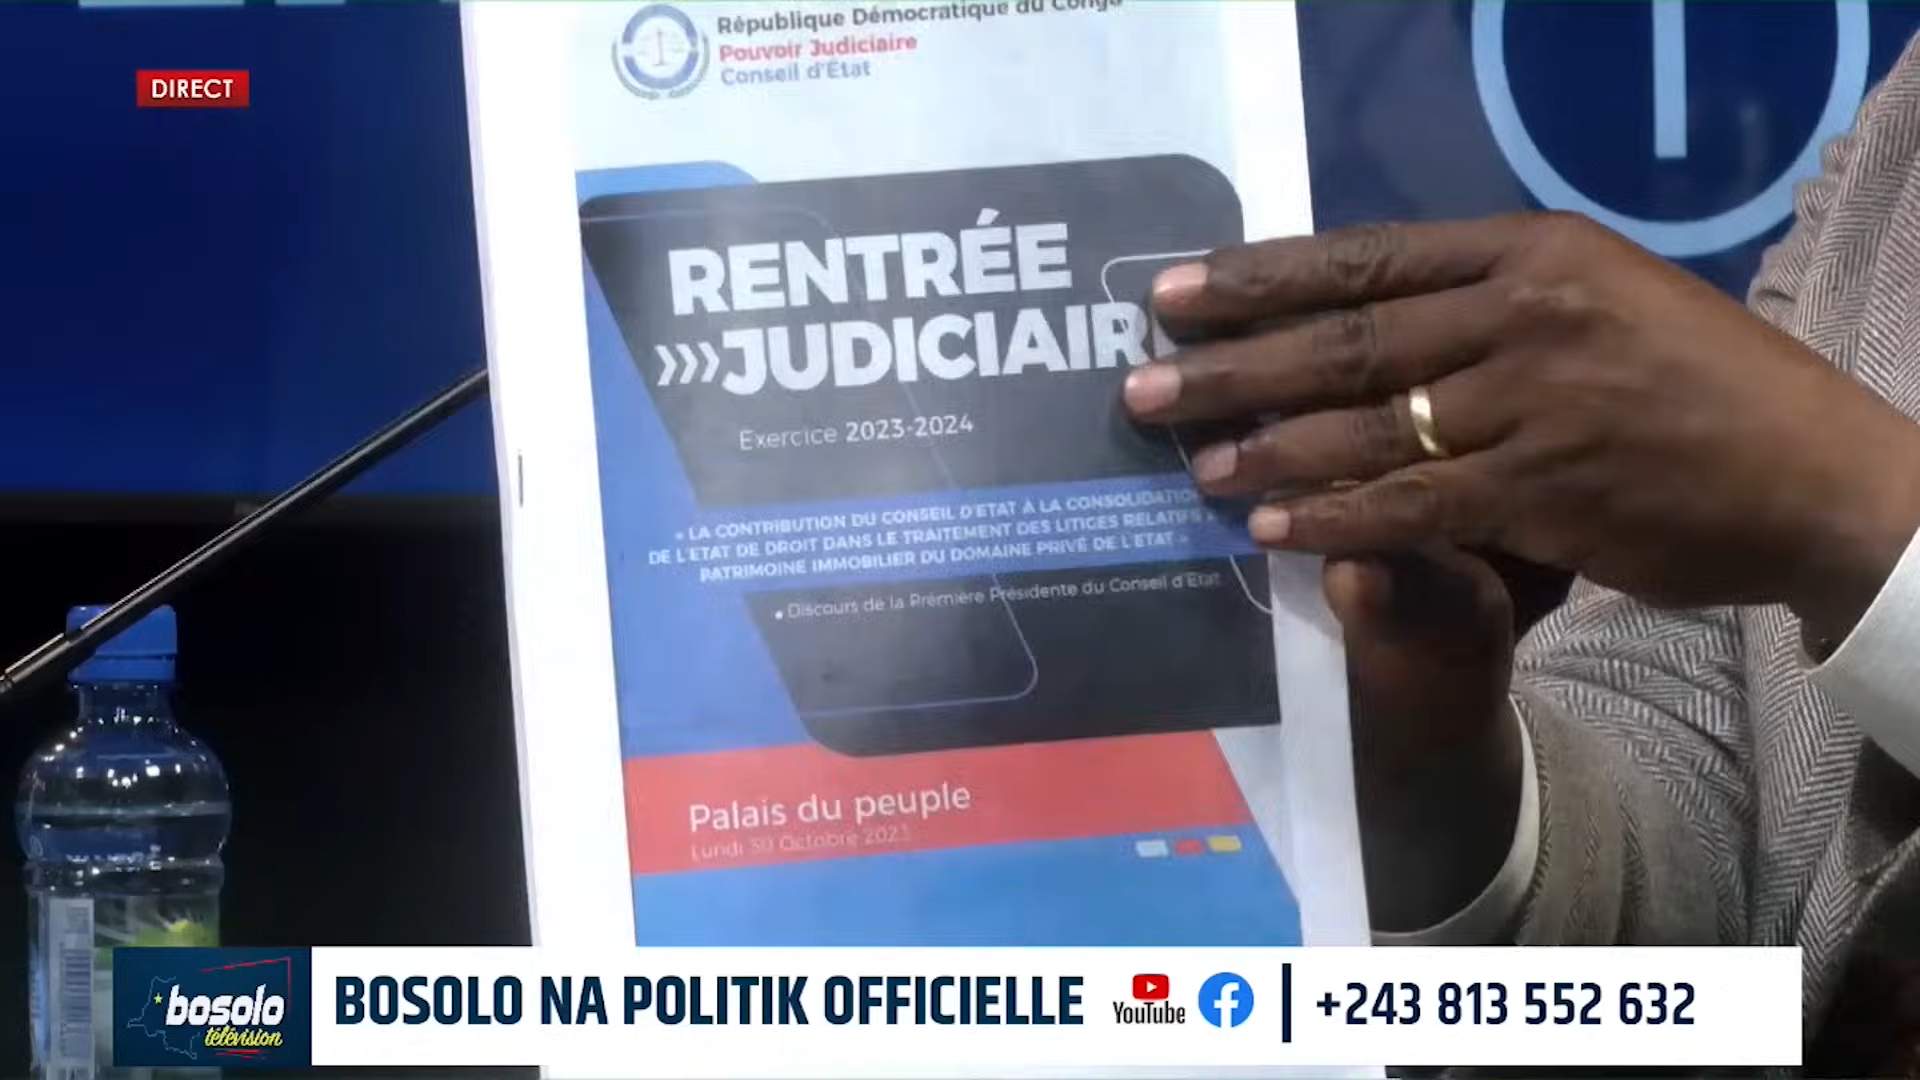 DIRECT
République Démocratique du Congo
Pouvoir Judiciaire
Conseil d'État
RENTRÉE
JUDICIAIR
Exercice 2023-2024
« LA CONTRIBUTION DU CONSEIL D'ETAT À LA CONSOLIDATION
DE L'ETAT DE DROIT DANS LE TRAITEMENT DES LITIGES RELATIFS
PATRIMOINE IMMOBILIER DU DOMAINE PRIVÉ DE L'ETAT »
• Discours de la Prémière Présidente du Conseil d'Etat
Palais du peuple
Lundi 30 Octobre 2023
bosolo
télévision
BOSOLO NA POLITIK OFFICIELLE
YouTube
+243 813 552 632